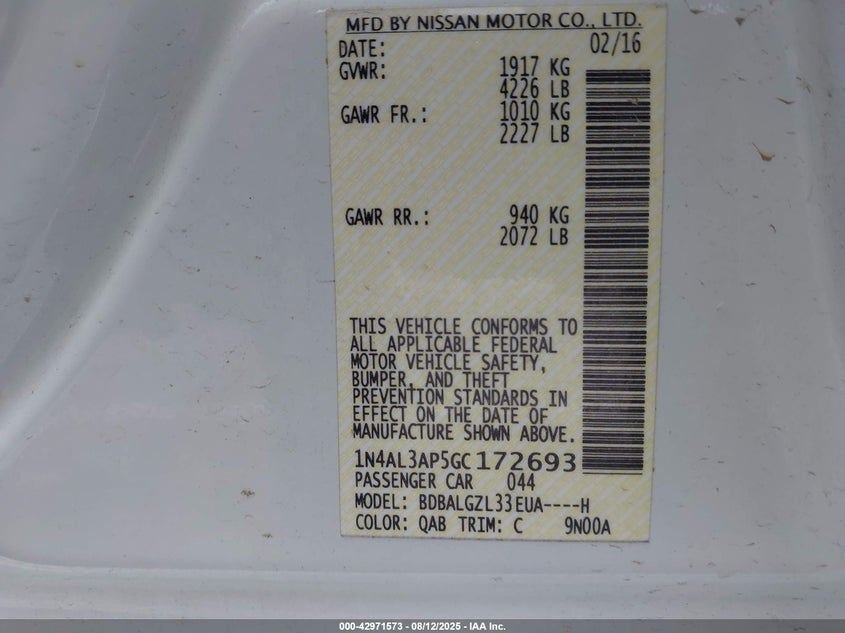 MFD BY NISSAN MOTOR CO., LTD.
DATE: 02/16
GVWR: 1917 KG
4226 LB
GAWR FR.: 1010 KG
2227 LB
GAWR RR.: 940 KG
2072 LB
THIS VEHICLE CONFORMS TO
ALL APPLICABLE FEDERAL
MOTOR VEHICLE SAFETY,
BUMPER, AND THEFT
PREVENTION STANDARDS IN
EFFECT ON THE DATE OF
MANUFACTURE SHOWN ABOVE.
1N4AL3AP5GC172693
PASSENGER CAR 044
MODEL: BDBALGZL33EUA----H
COLOR: QAB TRIM: C 9N00A
000-42971573 - 08/12/2025 - IAA Inc.